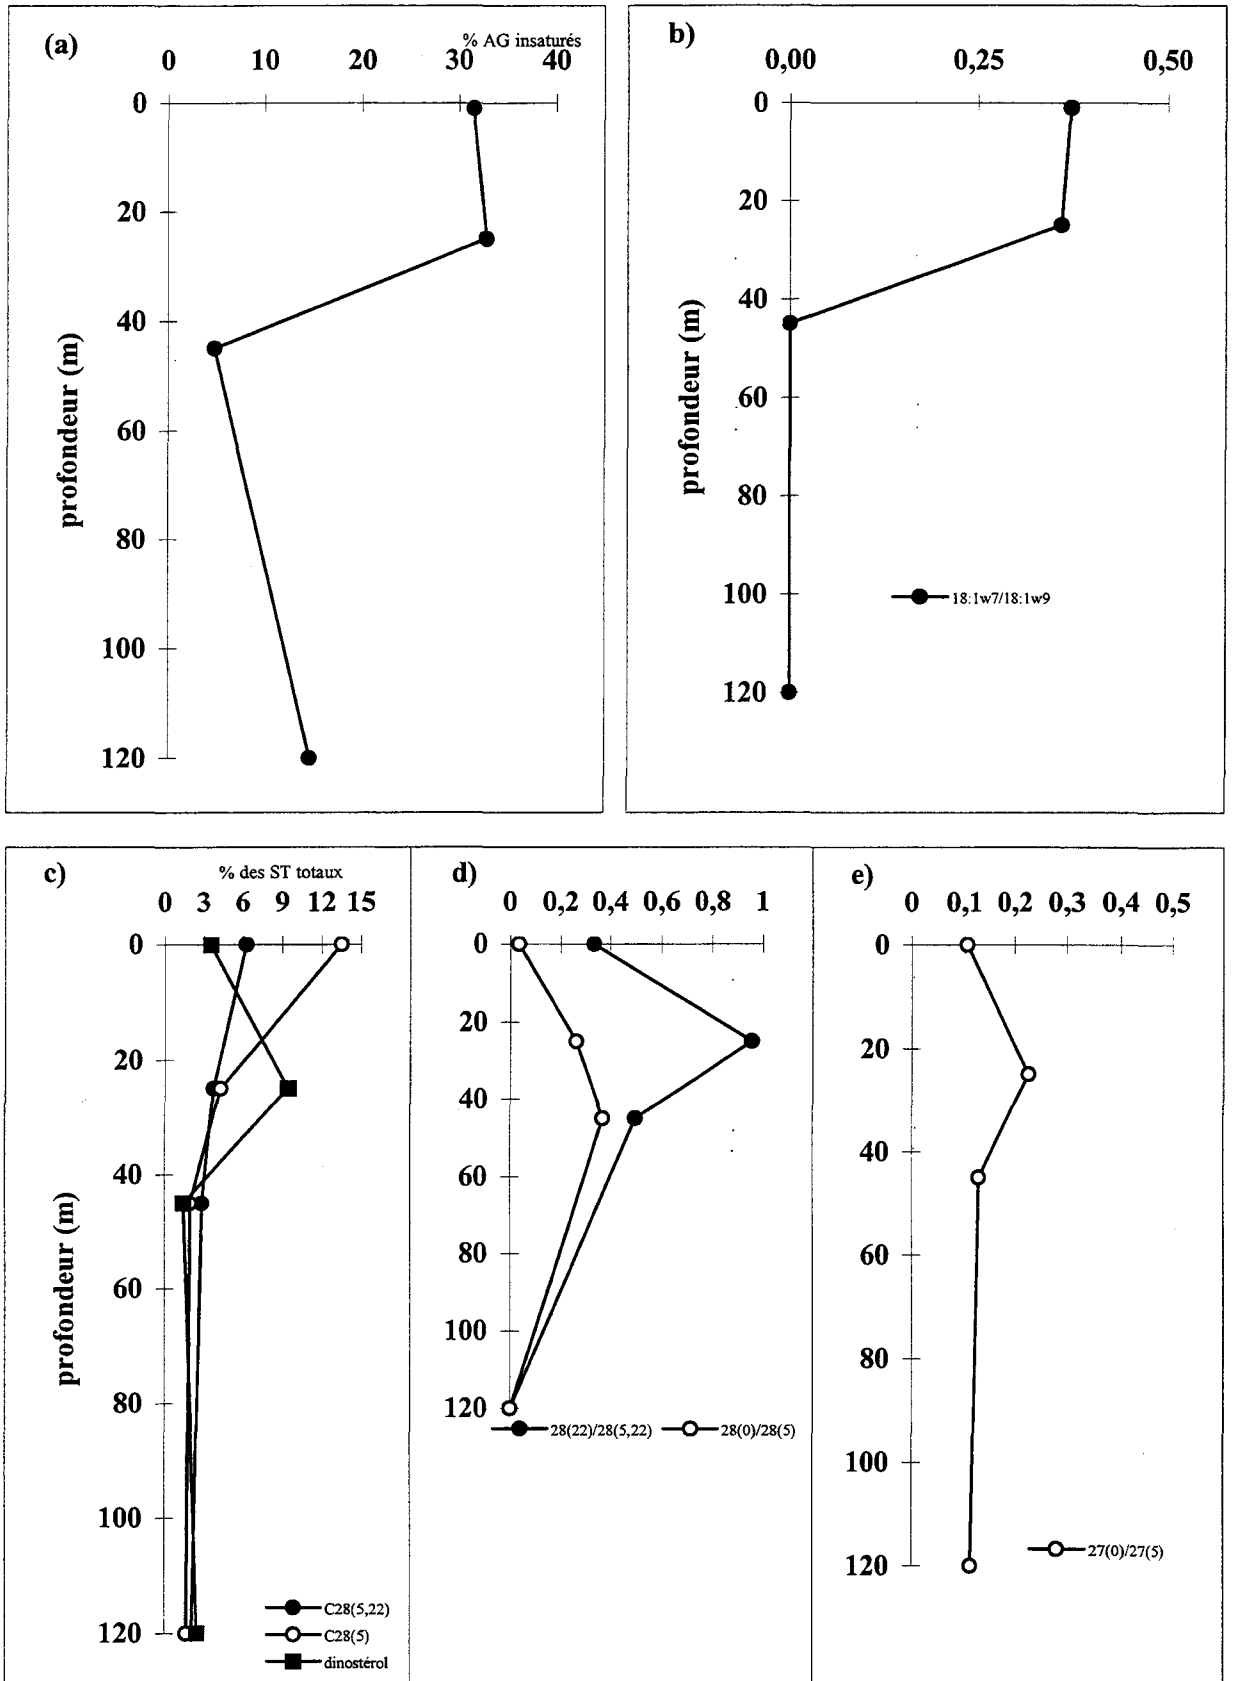 (a)
% AG insaturés
0 10 20 30 40
0
20
40
60
80
100
120
profondeur (m)
b)
0,00 0,25 0,50
0
20
40
60
80
100
120
profondeur (m)
18:1w7/18:1w9
c)
% des ST totaux
0 3 6 9 12 15
0
20
40
60
80
100
120
profondeur (m)
C28(5,22)
C28(5)
dinostérol
d)
0 0,2 0,4 0,6 0,8 1
0
20
40
60
80
100
120
28(22)/28(5,22) 28(0)/28(5)
e)
0 0,1 0,2 0,3 0,4 0,5
0
20
40
60
80
100
120
27(0)/27(5)